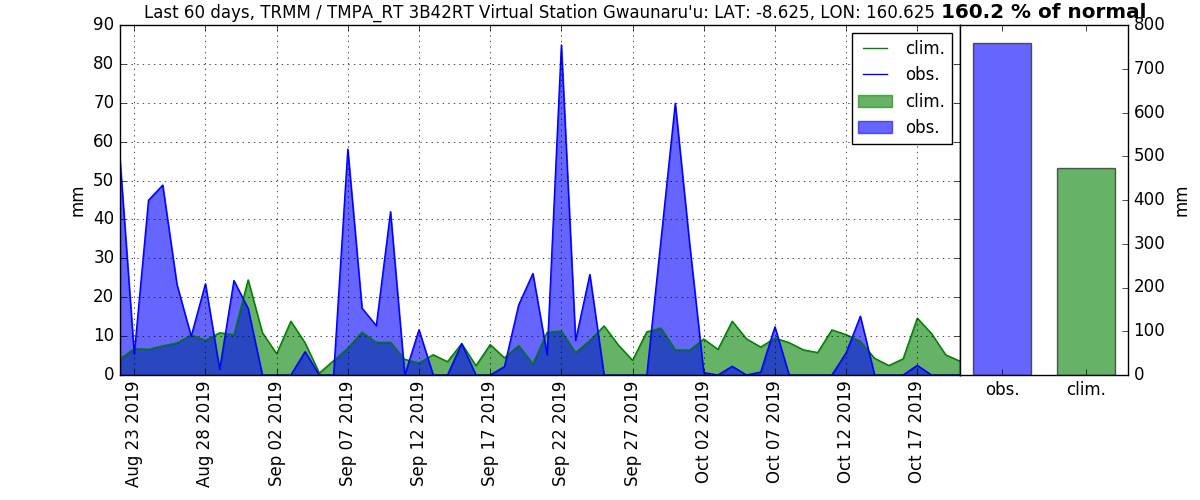 Last 60 days, TRMM / TMPA_RT 3B42RT Virtual Station Gwaunaru'u: LAT: -8.625, LON: 160.625 160.2 % of normal
90
80
70
60
50
40
30
20
10
0
mm
Aug 23 2019
Aug 28 2019
Sep 02 2019
Sep 07 2019
Sep 12 2019
Sep 17 2019
Sep 22 2019
Sep 27 2019
Oct 02 2019
Oct 07 2019
Oct 12 2019
Oct 17 2019
clim.
obs.
clim.
obs.
800
700
600
500
400
300
200
100
0
mm
obs. clim.